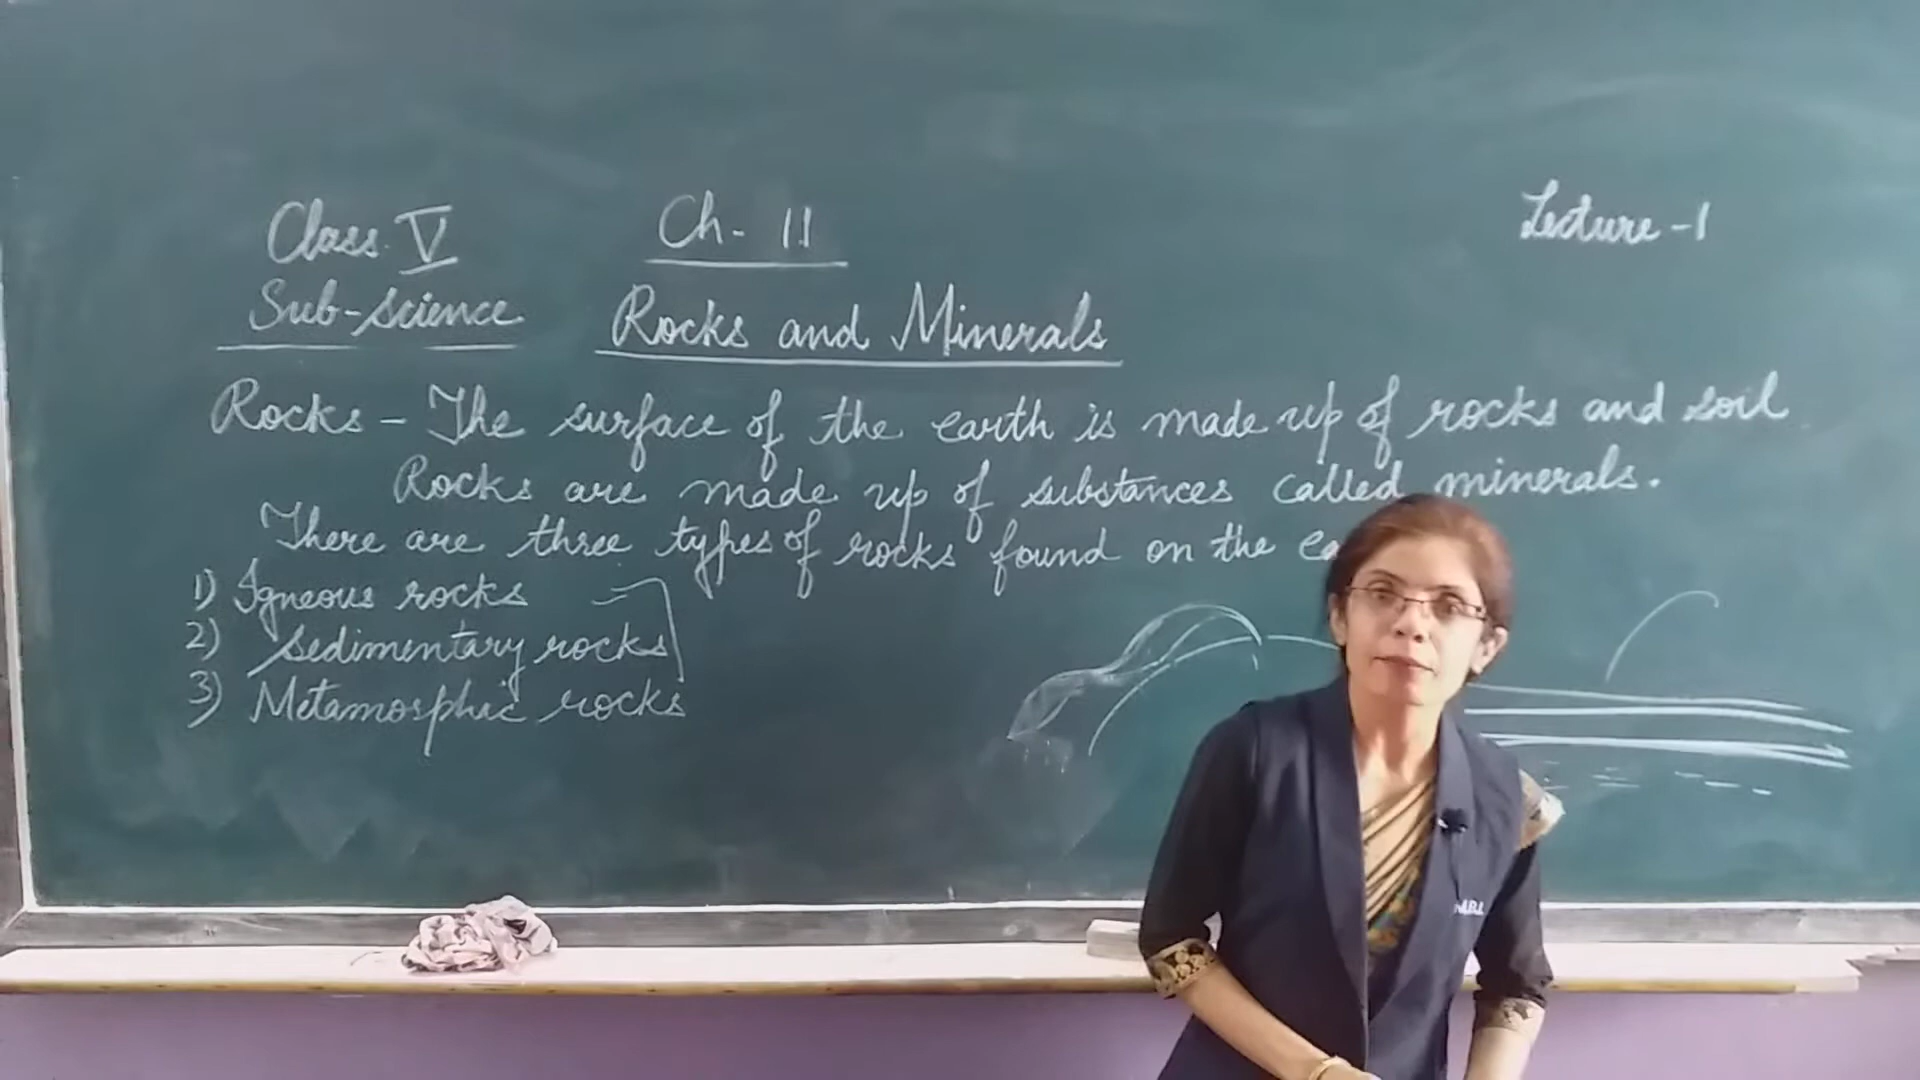 Class V Ch- 11 Lecture-1
Sub-science Rocks and Minerals
Rocks - The surface of the earth is made up of rocks and soil
Rocks are made up of substances called minerals.
There are three types of rocks found on the
1) Igneous rocks
2) Sedimentary rocks
3) Metamorphic rocks